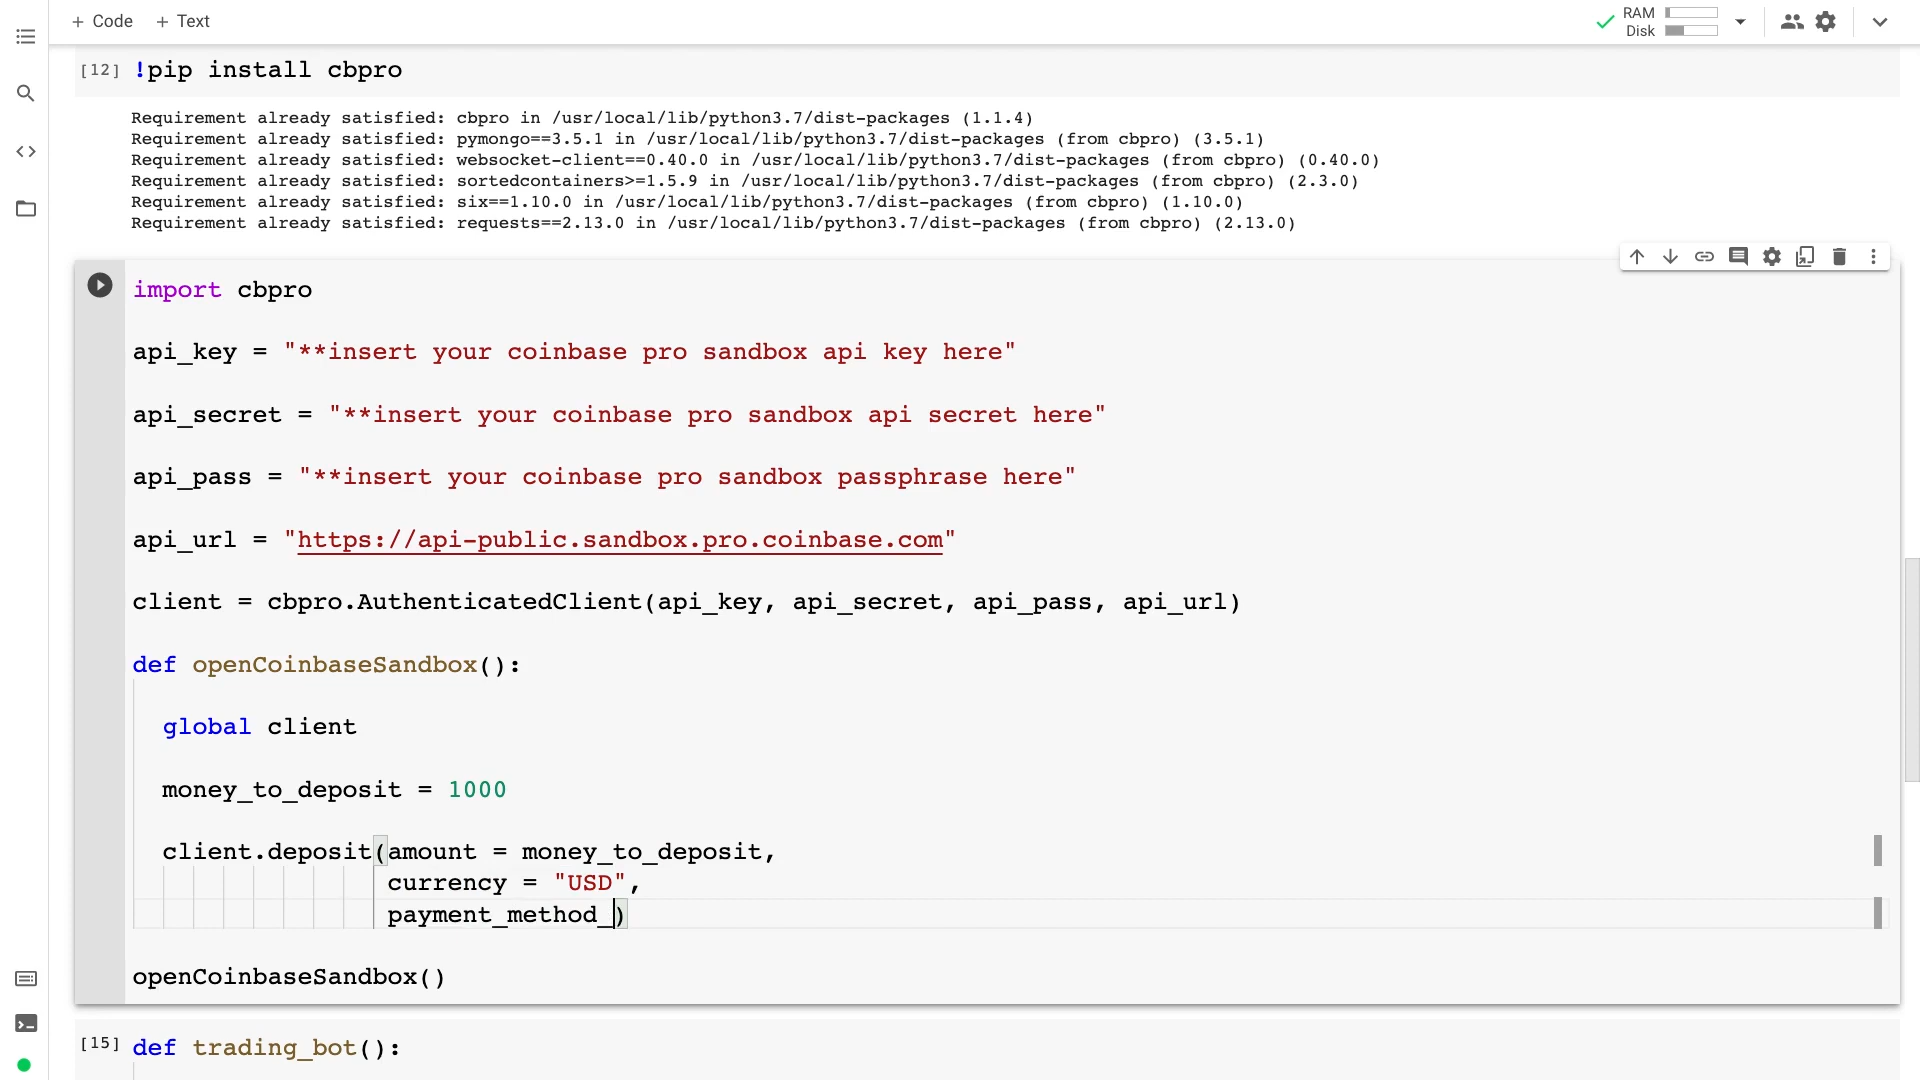 + Code + Text
RAM
Disk
[12] !pip install cbpro
Requirement already satisfied: cbpro in /usr/local/lib/python3.7/dist-packages (1.1.4)
Requirement already satisfied: pymongo==3.5.1 in /usr/local/lib/python3.7/dist-packages (from cbpro) (3.5.1)
Requirement already satisfied: websocket-client==0.40.0 in /usr/local/lib/python3.7/dist-packages (from cbpro) (0.40.0)
Requirement already satisfied: sortedcontainers>=1.5.9 in /usr/local/lib/python3.7/dist-packages (from cbpro) (2.3.0)
Requirement already satisfied: six==1.10.0 in /usr/local/lib/python3.7/dist-packages (from cbpro) (1.10.0)
Requirement already satisfied: requests==2.13.0 in /usr/local/lib/python3.7/dist-packages (from cbpro) (2.13.0)
import cbpro
api_key = "**insert your coinbase pro sandbox api key here"
api_secret = "**insert your coinbase pro sandbox api secret here"
api_pass = "**insert your coinbase pro sandbox passphrase here"
api_url = "https://api-public.sandbox.pro.coinbase.com"
client = cbpro.AuthenticatedClient(api_key, api_secret, api_pass, api_url)
def openCoinbaseSandbox():
global client
money_to_deposit = 1000
client.deposit(amount = money_to_deposit,
currency = "USD",
payment_method_)
openCoinbaseSandbox()
[15] def trading_bot():